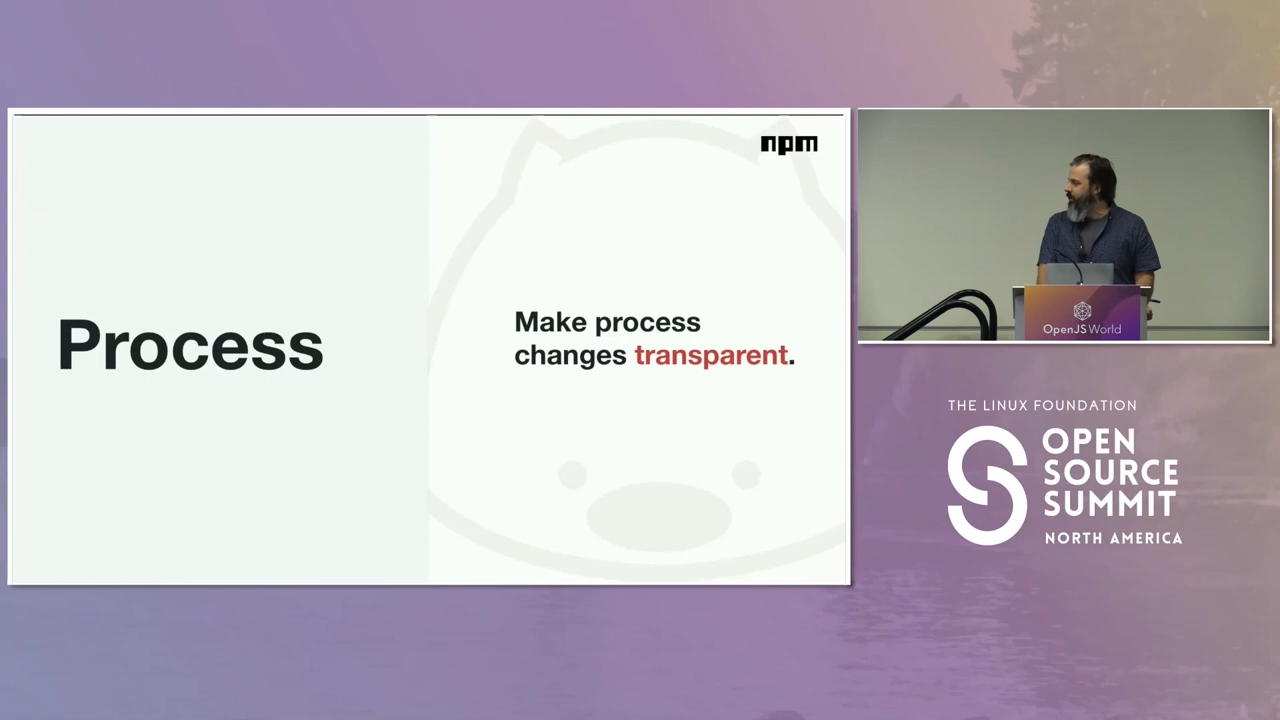 npm
Process
Make process
changes transparent.
OpenJS World
THE LINUX FOUNDATION
OPEN
SOURCE
SUMMIT
NORTH AMERICA